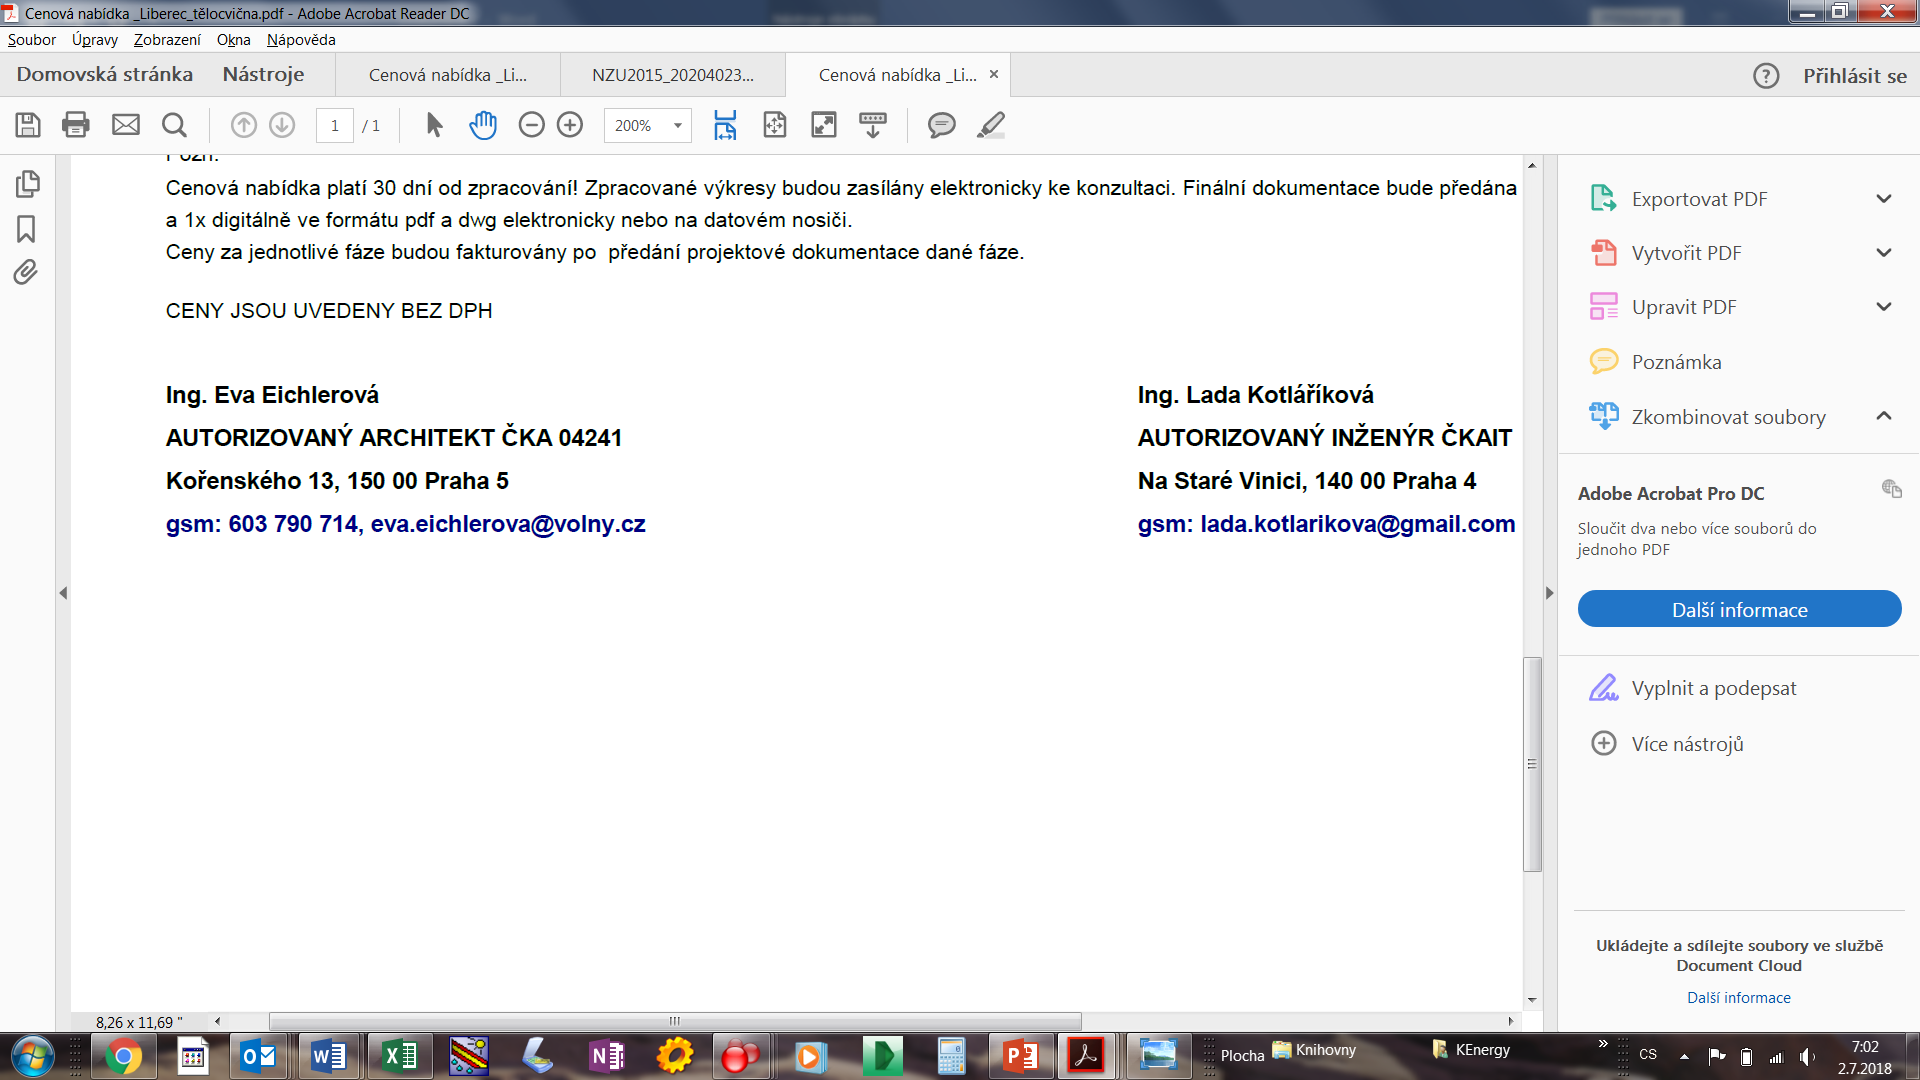 Cenová nabídka _Liberec_tělocvična.pdf - Adobe Acrobat Reader DC
Soubor Úpravy Zobrazení Okna Nápověda
Domovská stránka Nástroje Cenová nabídka _Li... NZU2015_20204023... Cenová nabídka _Li... × ? Přihlásit se
1 / 1 200%
Pozn.
Cenová nabídka platí 30 dní od zpracování! Zpracované výkresy budou zasílány elektronicky ke konzultaci. Finální dokumentace bude předána
a 1x digitálně ve formátu pdf a dwg elektronicky nebo na datovém nosiči.
Ceny za jednotlivé fáze budou fakturovány po  předání projektové dokumentace dané fáze.
CENY JSOU UVEDENY BEZ DPH
Ing. Eva Eichlerová
AUTORIZOVANÝ ARCHITEKT ČKA 04241
Kořenského 13, 150 00 Praha 5
gsm: 603 790 714, eva.eichlerova@volny.cz
Ing. Lada Kotláříková
AUTORIZOVANÝ INŽENÝR ČKAIT
Na Staré Vinici, 140 00 Praha 4
gsm: lada.kotlarikova@gmail.com
Exportovat PDF
Vytvořit PDF
Upravit PDF
Poznámka
Zkombinovat soubory
Adobe Acrobat Pro DC
Sloučit dva nebo více souborů do
jednoho PDF
Další informace
Vyplnit a podepsat
Více nástrojů
Ukládejte a sdílejte soubory ve službě
Document Cloud
Další informace
8,26 x 11,69 "
Plocha Knihovny KEnergy » CS 7:02
2.7.2018